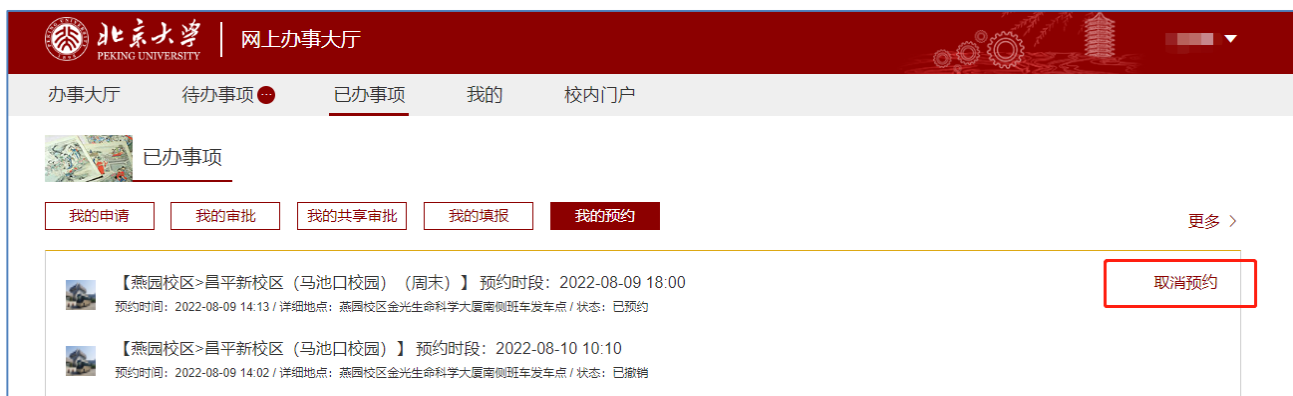 北京大学 网上办事大厅
PEKING UNIVERSITY
办事大厅 待办事项 已办事项 我的 校内门户
已办事项
我的申请 我的审批 我的共享审批 我的填报 我的预约 更多 >
【燕园校区>昌平新校区（马池口校园）（周末）】 预约时段：2022-08-09 18:00 取消预约
预约时间：2022-08-09 14:13 / 详细地点：燕园校区金光生命科学大厦南侧班车发车点 / 状态：已预约
【燕园校区>昌平新校区（马池口校园）】 预约时段：2022-08-10 10:10
预约时间：2022-08-09 14:02 / 详细地点：燕园校区金光生命科学大厦南侧班车发车点 / 状态：已撤销